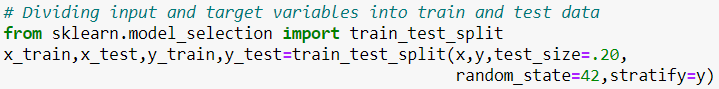 # Dividing input and target variables into train and test data
from sklearn.model_selection import train_test_split
x_train,x_test,y_train,y_test=train_test_split(x,y,test_size=.20,
random_state=42,stratify=y)